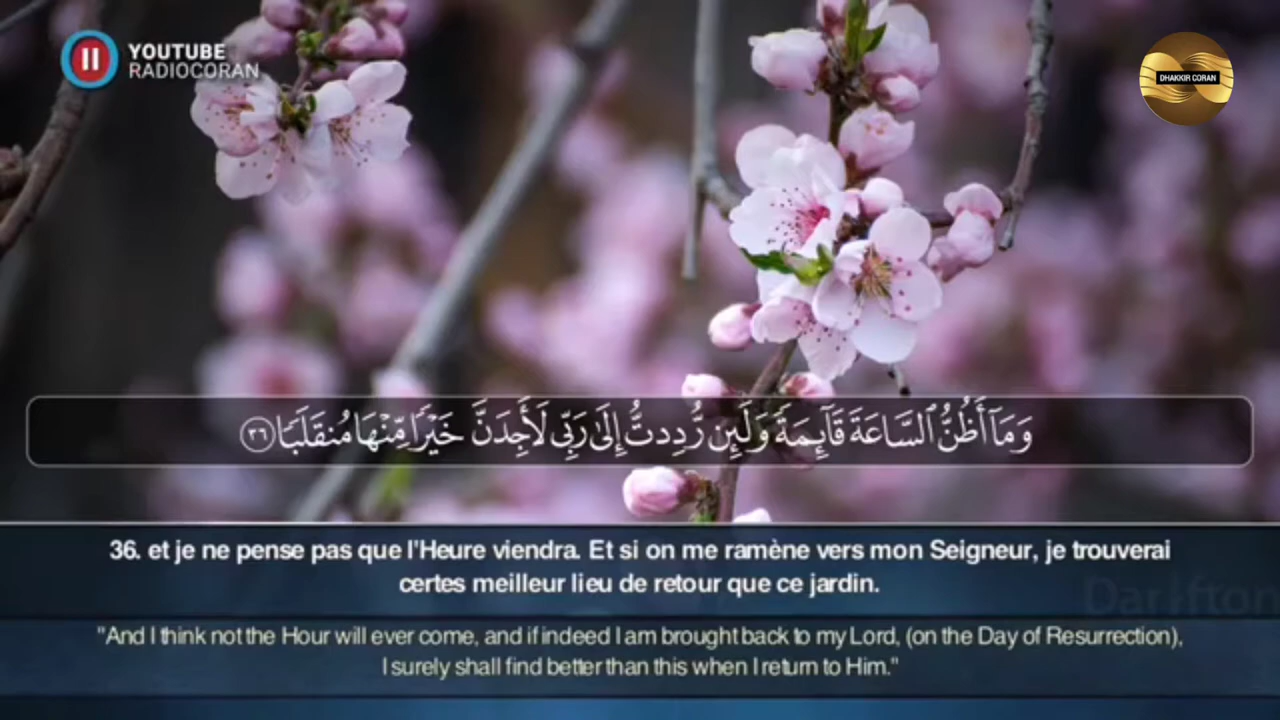 YOUTUBE
RADIOCORAN
DHAKKIR CORAN
وَمَآ أَظُنُّ ٱلسَّاعَةَ قَآئِمَةً وَلَئِن رُّدِدتُّ إِلَىٰ رَبِّى لَأَجِدَنَّ خَيْرًا مِّنْهَا مُنقَلَبًا ٣٦
36. et je ne pense pas que l'Heure viendra. Et si on me ramène vers mon Seigneur, je trouverai
certes meilleur lieu de retour que ce jardin.
"And I think not the Hour will ever come, and if indeed I am brought back to my Lord, (on the Day of Resurrection),
I surely shall find better than this when I return to Him."